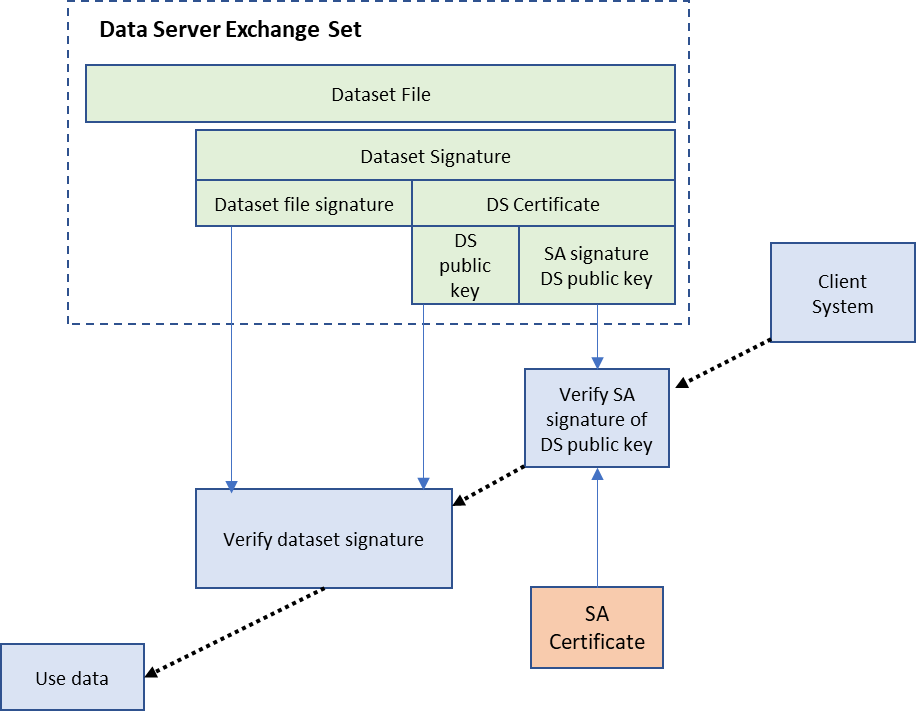 Data Server Exchange Set
Dataset File
Dataset Signature
Dataset file signature
DS Certificate
DS
public
key
SA signature
DS public key
Client
System
Verify SA
signature of
DS public key
Verify dataset signature
SA
Certificate
Use data